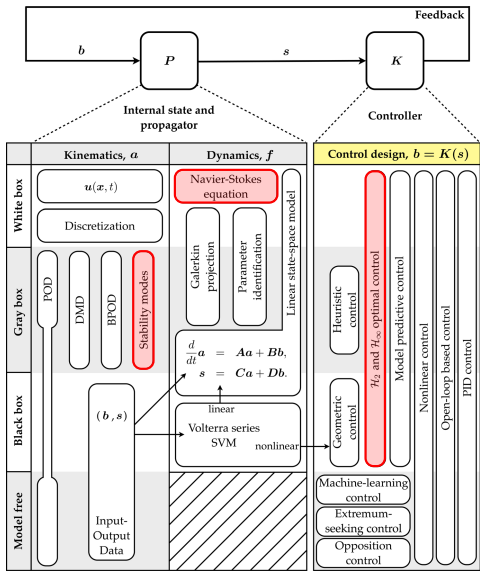 Feedback
b
s
P
K
Internal state and
propagator
Controller
Kinematics, a
Dynamics, f
Control design, b = K(s)
White box
Gray box
Black box
Model free
u(x, t)
Discretization
POD
DMD
BPOD
Stability modes
(b, s)
Input-
Output
Data
Navier-Stokes
equation
Galerkin
projection
Parameter
identification
Linear state-space model
d/dt a = Aa + Bb,
s = Ca + Db.
linear
Volterra series
SVM
nonlinear
Heuristic
control
Geometric
control
H₂ and H∞ optimal control
Model predictive control
Nonlinear control
Open-loop based control
PID control
Machine-learning
control
Extremum-
seeking control
Opposition
control